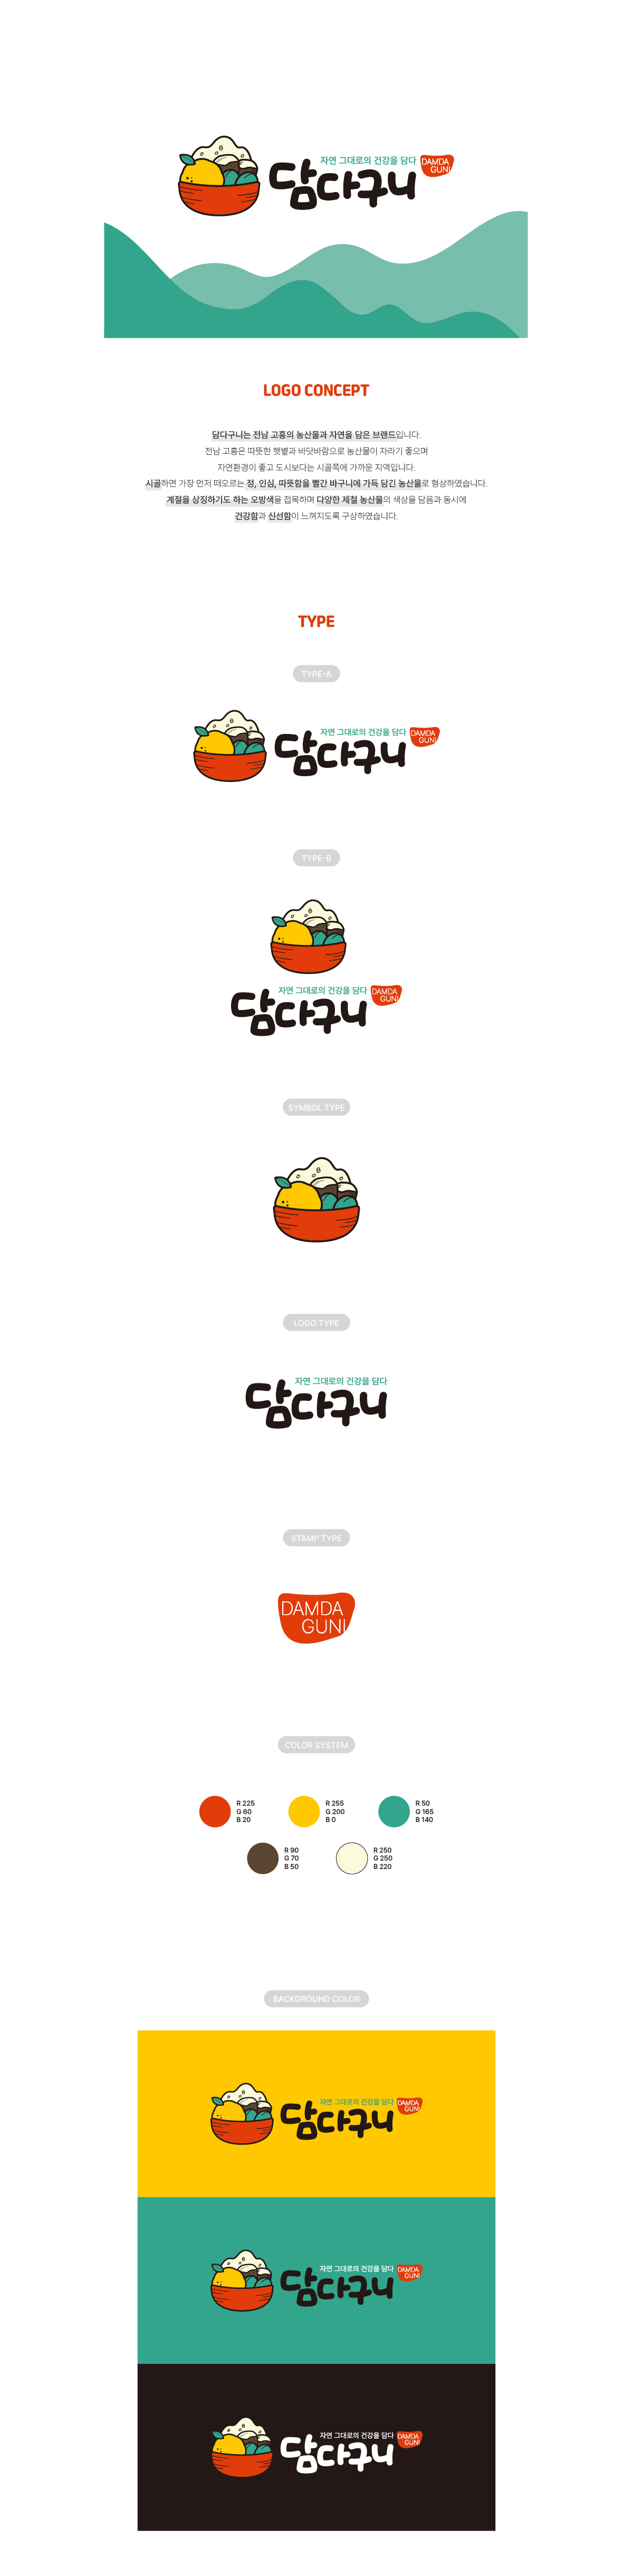 자연 그대로의 건강을 담다
DAMDA
GUNI
담다구니
LOGO CONCEPT
담다구니는 전남 고흥의 농산물과 자연을 담은 브랜드입니다.
전남 고흥은 따뜻한 햇볕과 바닷바람으로 농산물이 자라기 좋으며
자연환경이 좋고 도시보다는 시골쪽에 가까운 지역입니다.
시골하면 가장 먼저 떠오르는 정, 인심, 따뜻함을 빨간 바구니에 가득 담긴 농산물로 형상하였습니다.
계절을 상징하기도 하는 오방색을 접목하며 다양한 제철 농산물의 색상을 담음과 동시에
건강함과 신선함이 느껴지도록 구상하였습니다.
TYPE
TYPE-A
자연 그대로의 건강을 담다
DAMDA
GUNI
담다구니
TYPE-B
자연 그대로의 건강을 담다
DAMDA
GUNI
담다구니
SYMBOL TYPE
LOGO TYPE
자연 그대로의 건강을 담다
담다구니
STAMP TYPE
DAMDA
GUNI
COLOR SYSTEM
R 225
G 60
B 20
R 255
G 200
B 0
R 50
G 165
B 140
R 90
G 70
B 50
R 250
G 250
B 220
BACKGROUND COLOR
자연 그대로의 건강을 담다
DAMDA
GUNI
담다구니
자연 그대로의 건강을 담다
DAMDA
GUNI
담다구니
자연 그대로의 건강을 담다
DAMDA
GUNI
담다구니